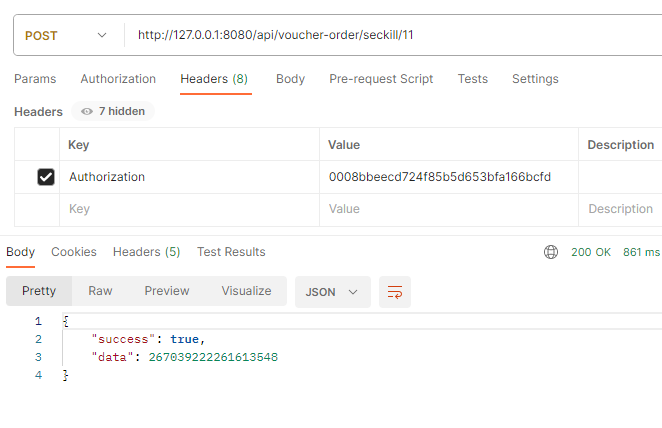 POST http://127.0.0.1:8080/api/voucher-order/seckill/11
Params Authorization Headers (8) Body Pre-request Script Tests Settings
Headers 7 hidden
Key Value Description
Authorization 0008bbeecd724f85b5d653bfa166bcfd
Key Value Description
Body Cookies Headers (5) Test Results 200 OK 861 ms
Pretty Raw Preview Visualize JSON
1 {
2 "success": true,
3 "data": 267039222261613548
4 }